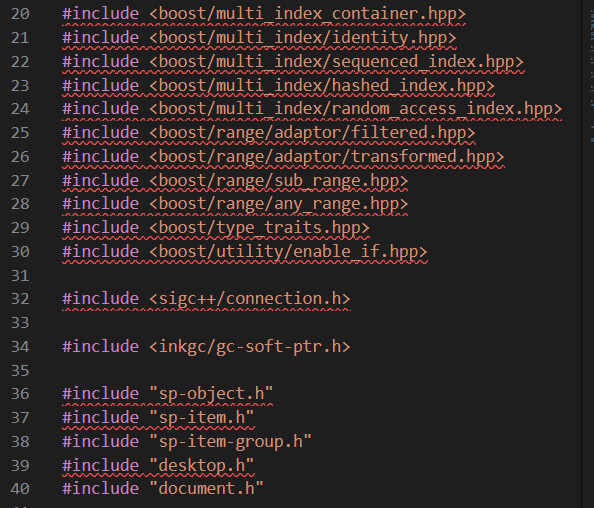 20 #include <boost/multi_index_container.hpp>
21 #include <boost/multi_index/identity.hpp>
22 #include <boost/multi_index/sequenced_index.hpp>
23 #include <boost/multi_index/hashed_index.hpp>
24 #include <boost/multi_index/random_access_index.hpp>
25 #include <boost/range/adaptor/filtered.hpp>
26 #include <boost/range/adaptor/transformed.hpp>
27 #include <boost/range/sub_range.hpp>
28 #include <boost/range/any_range.hpp>
29 #include <boost/type_traits.hpp>
30 #include <boost/utility/enable_if.hpp>
31
32 #include <sigc++/connection.h>
33
34 #include <inkgc/gc-soft-ptr.h>
35
36 #include "sp-object.h"
37 #include "sp-item.h"
38 #include "sp-item-group.h"
39 #include "desktop.h"
40 #include "document.h"